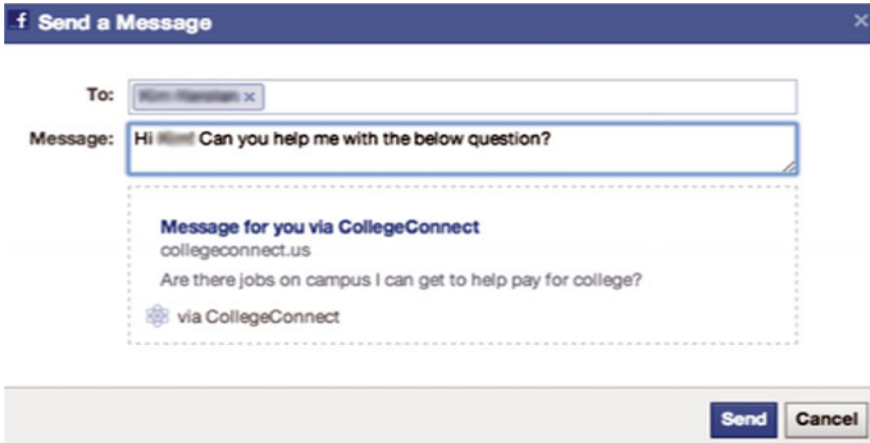 f Send a Message ×
To: ×
Message: Hi Can you help me with the below question?
Message for you via CollegeConnect
collegeconnect.us
Are there jobs on campus I can get to help pay for college?
via CollegeConnect
Send Cancel